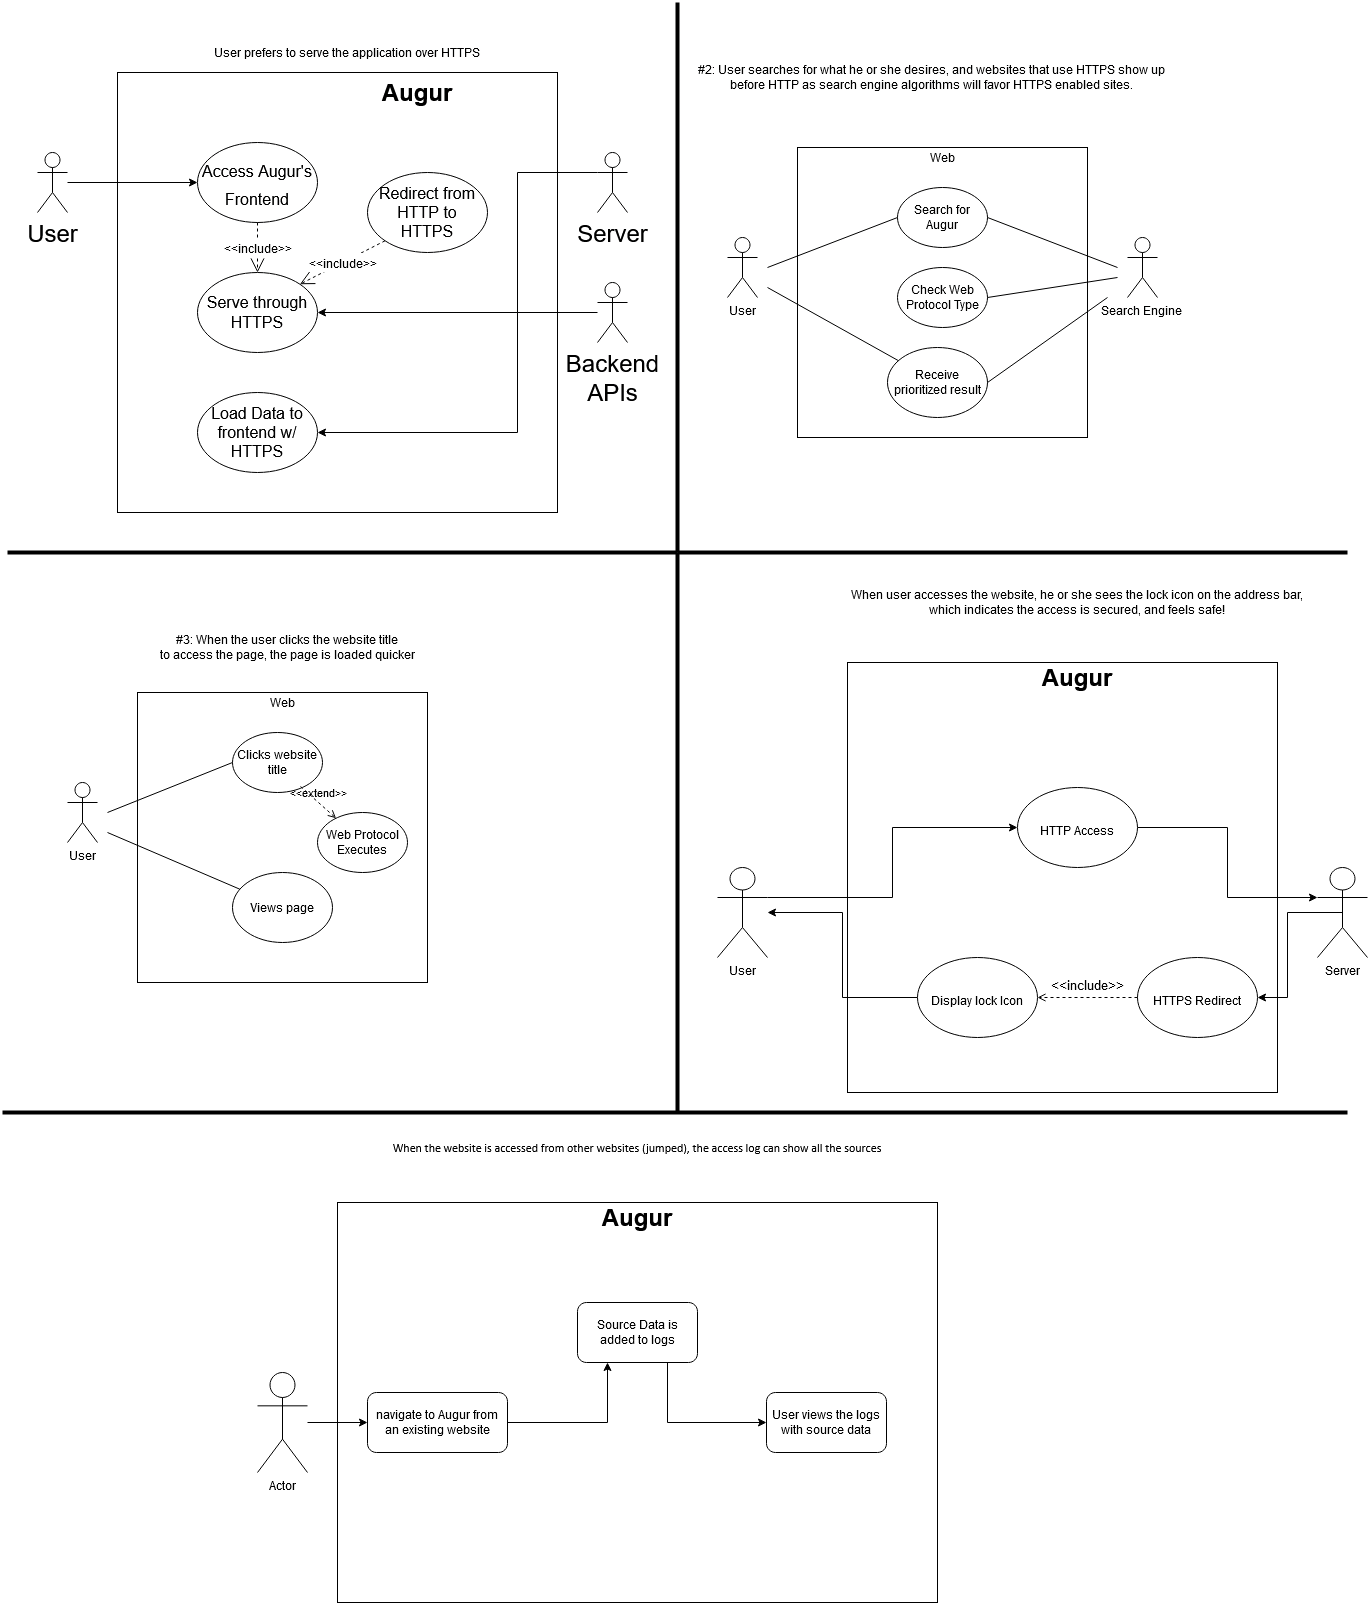 User prefers to serve the application over HTTPS
Augur
Access Augur's
Frontend
Redirect from
HTTP to
HTTPS
<<include>>
<<include>>
Serve through
HTTPS
Load Data to
frontend w/
HTTPS
User
Server
Backend
APIs
#2: User searches for what he or she desires, and websites that use HTTPS show up
before HTTP as search engine algorithms will favor HTTPS enabled sites.
Web
Search for
Augur
Check Web
Protocol Type
Receive
prioritized result
User
Search Engine
#3: When the user clicks the website title
to access the page, the page is loaded quicker
Web
Clicks website
title
<<extend>>
Web Protocol
Executes
Views page
User
When user accesses the website, he or she sees the lock icon on the address bar,
which indicates the access is secured, and feels safe!
Augur
HTTP Access
User
Server
<<include>>
Display lock Icon
HTTPS Redirect
When the website is accessed from other websites (jumped), the access log can show all the sources
Augur
Source Data is
added to logs
navigate to Augur from
an existing website
User views the logs
with source data
Actor